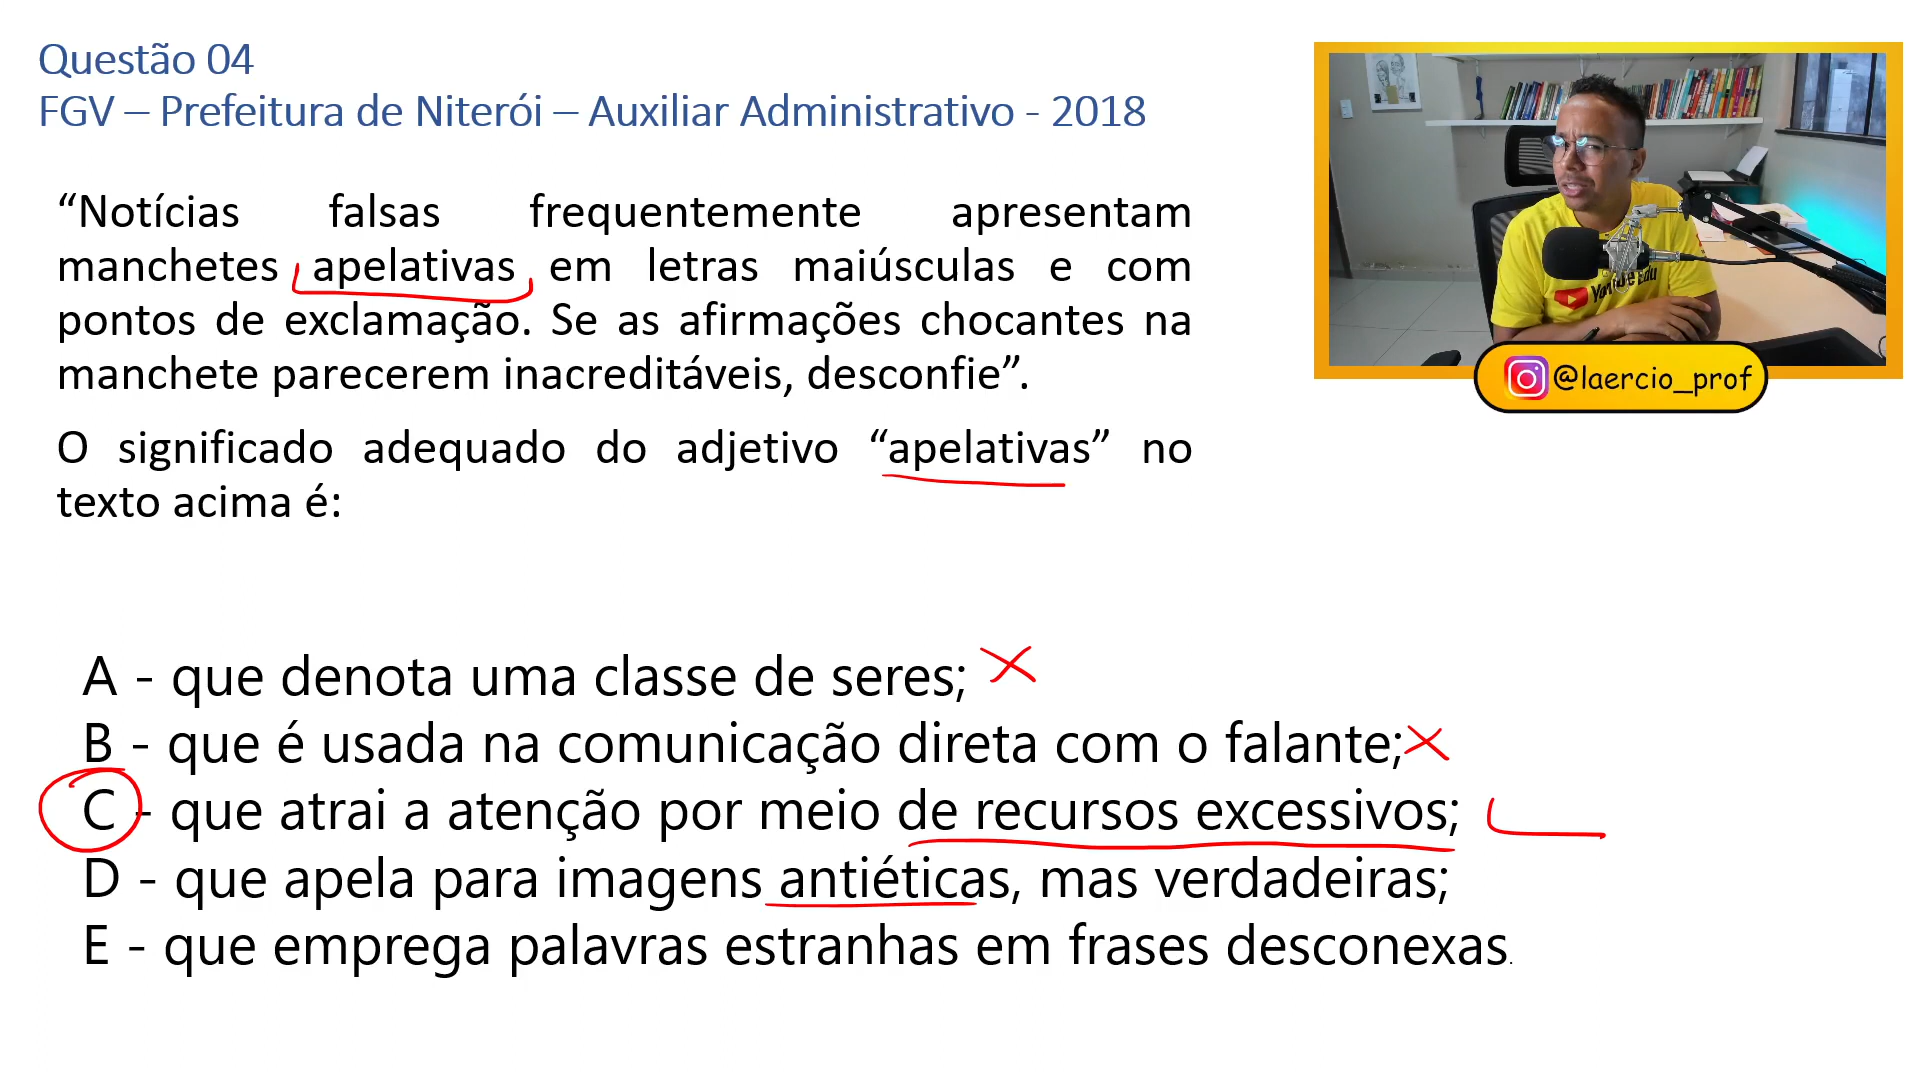 Questão 04
FGV – Prefeitura de Niterói – Auxiliar Administrativo - 2018
“Notícias falsas frequentemente apresentam
manchetes apelativas em letras maiúsculas e com
pontos de exclamação. Se as afirmações chocantes na
manchete parecerem inacreditáveis, desconfie”.
O significado adequado do adjetivo “apelativas” no
texto acima é:
@laercio_prof
A - que denota uma classe de seres;
B - que é usada na comunicação direta com o falante;
C - que atrai a atenção por meio de recursos excessivos;
D - que apela para imagens antiéticas, mas verdadeiras;
E - que emprega palavras estranhas em frases desconexas.